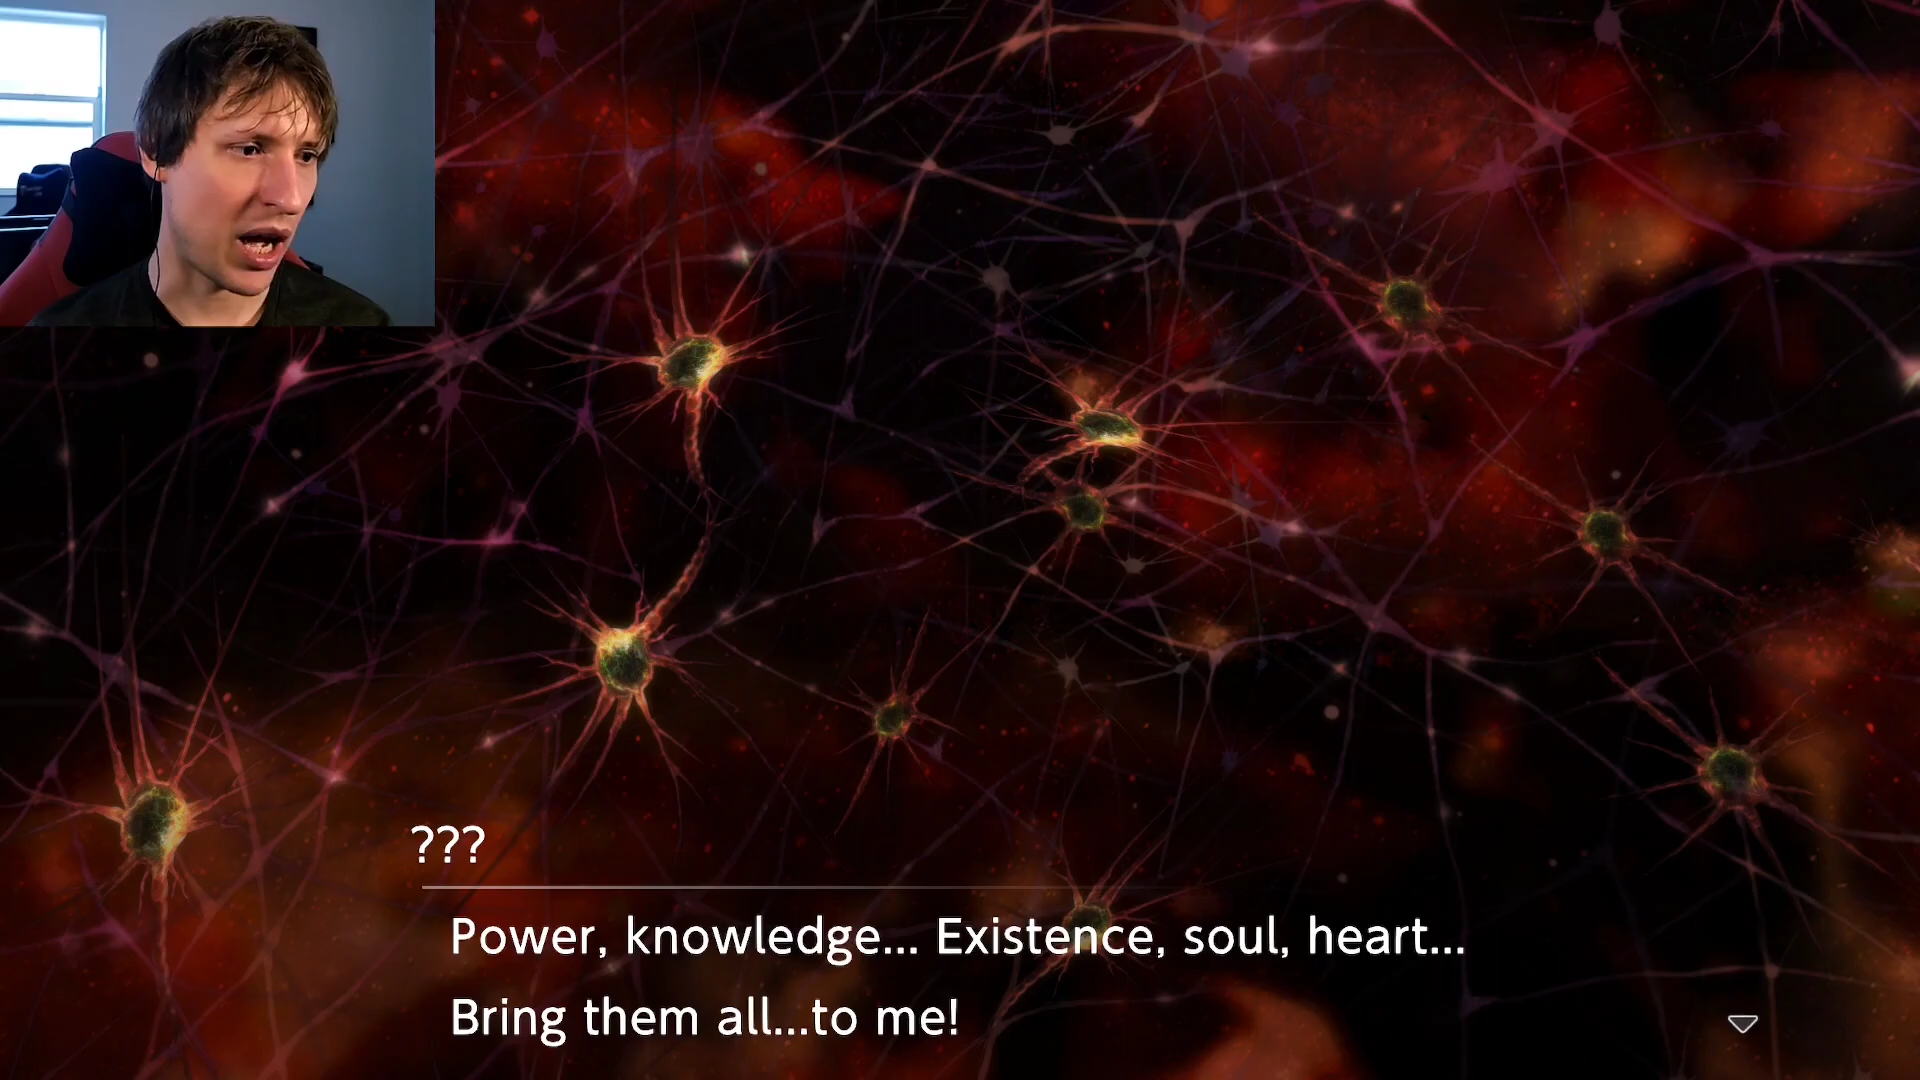 ???
Power, knowledge... Existence, soul, heart...
Bring them all...to me!